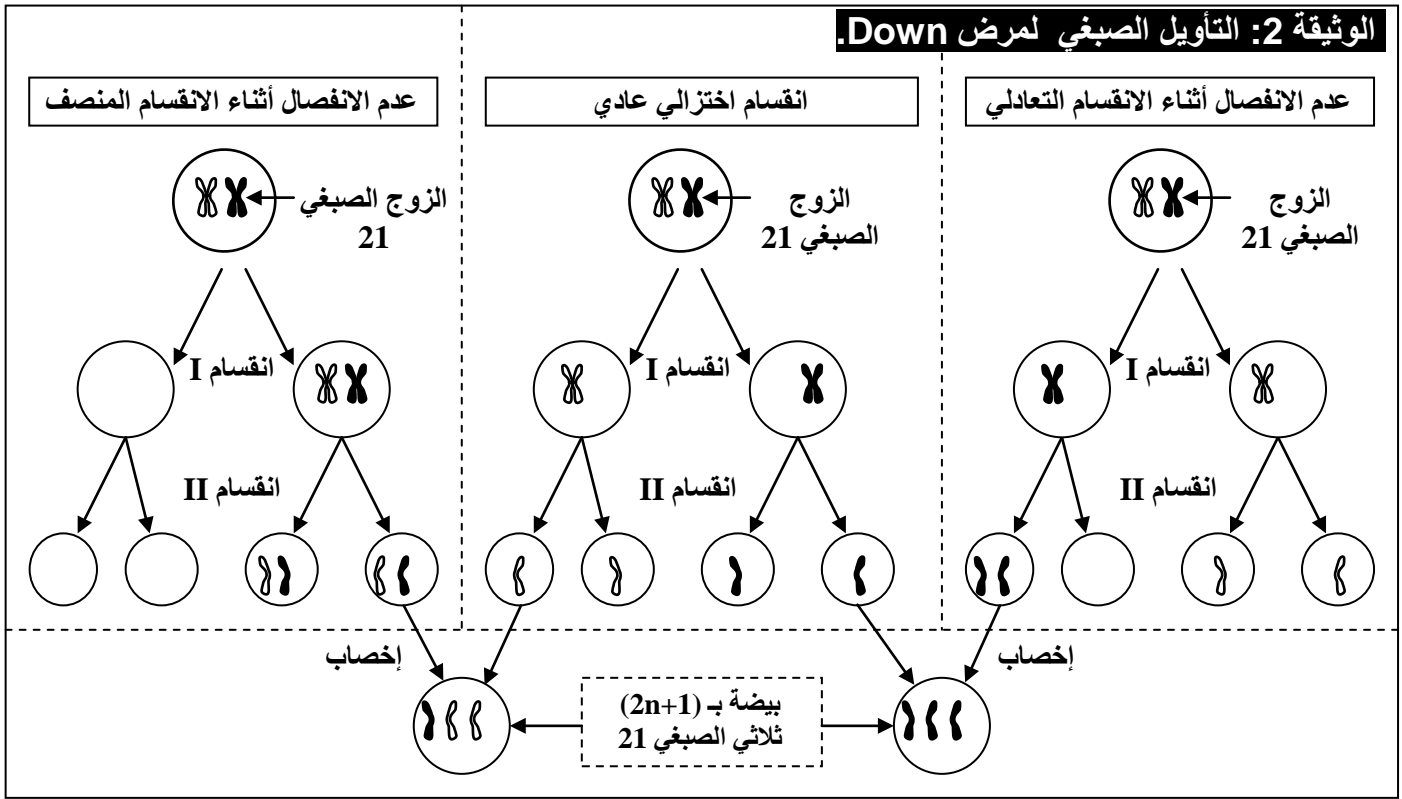 الوثيقة 2: التأويل الصبغي لمرض Down.
عدم الانفصال أثناء الانقسام التعادلي
انقسام اختزالي عادي
عدم الانفصال أثناء الانقسام المنصف
الزوج
الصبغي 21
الزوج
الصبغي 21
الزوج الصبغي
21
انقسام I
انقسام I
انقسام I
انقسام II
انقسام II
انقسام II
إخصاب
إخصاب
بيضة بـ (2n+1)
ثلاثي الصبغي 21